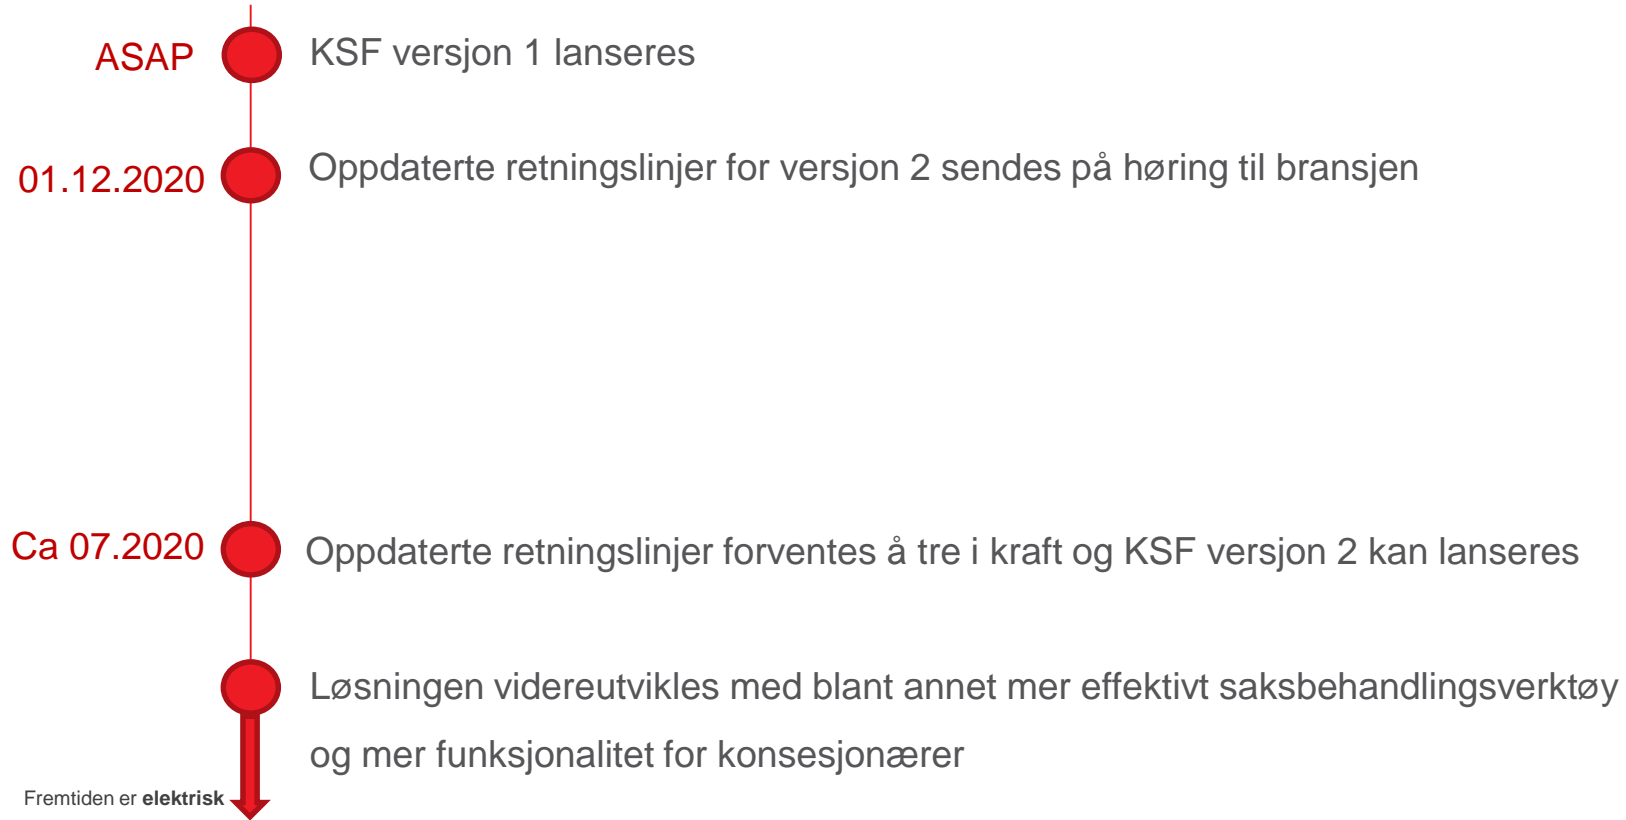 ASAP
KSF versjon 1 lanseres
01.12.2020
Oppdaterte retningslinjer for versjon 2 sendes på høring til bransjen
Ca 07.2020
Oppdaterte retningslinjer forventes å tre i kraft og KSF versjon 2 kan lanseres
Løsningen videreutvikles med blant annet mer effektivt saksbehandlingsverktøy
og mer funksjonalitet for konsesjonærer
Fremtiden er elektrisk